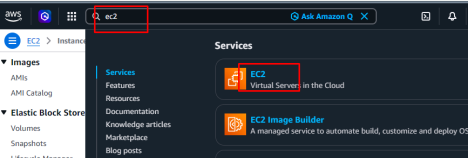 aws
ec2
Ask Amazon Q
EC2 > Instance
Images
AMIs
AMI Catalog
Elastic Block Store
Volumes
Snapshots
Services
Features
Resources
Documentation
Knowledge articles
Marketplace
Blog posts
Services
EC2
Virtual Servers in the Cloud
EC2 Image Builder
A managed service to automate build, customize and deploy OS